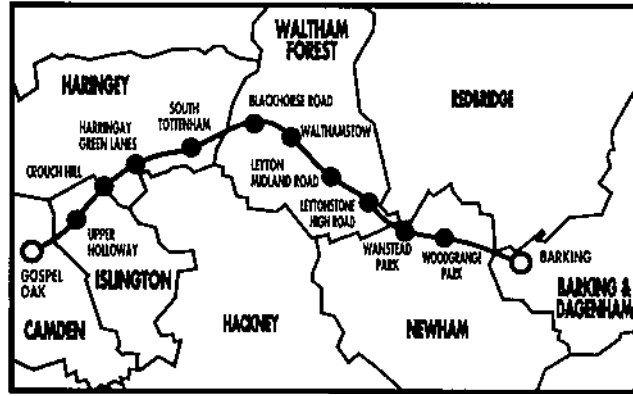 WALTHAM
FOREST
HARINGEY
REDBRIDGE
SOUTH
TOTTENHAM
BLACKHORSE ROAD
HARRINGAY
GREEN LANES
WALTHAMSTOW
CROUCH HILL
LEYTON
MIDLAND ROAD
LEYTONSTONE
HIGH ROAD
UPPER
HOLLOWAY
WANSTEAD
PARK
WOODGRANGE
PARK
BARKING
GOSPEL
OAK
ISLINGTON
BARKING &
DAGENHAM
CAMDEN
HACKNEY
NEWHAM